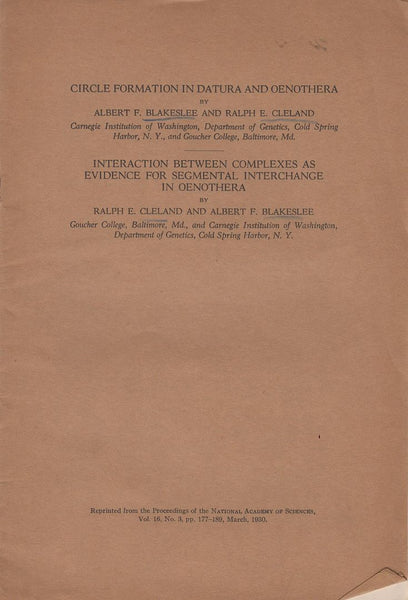 CIRCLE FORMATION IN DATURA AND OENOTHERA
BY
ALBERT F. BLAKESLEE AND RALPH E. CLELAND
Carnegie Institution of Washington, Department of Genetics, Cold Spring
Harbor, N. Y., and Goucher College, Baltimore, Md.
INTERACTION BETWEEN COMPLEXES AS
EVIDENCE FOR SEGMENTAL INTERCHANGE
IN OENOTHERA
BY
RALPH E. CLELAND AND ALBERT F. BLAKESLEE
Goucher College, Baltimore, Md., and Carnegie Institution of Washington,
Department of Genetics, Cold Spring Harbor, N. Y.
Reprinted from the Proceedings of the NATIONAL ACADEMY OF SCIENCES,
Vol. 16, No. 3, pp. 177-189, March, 1930.